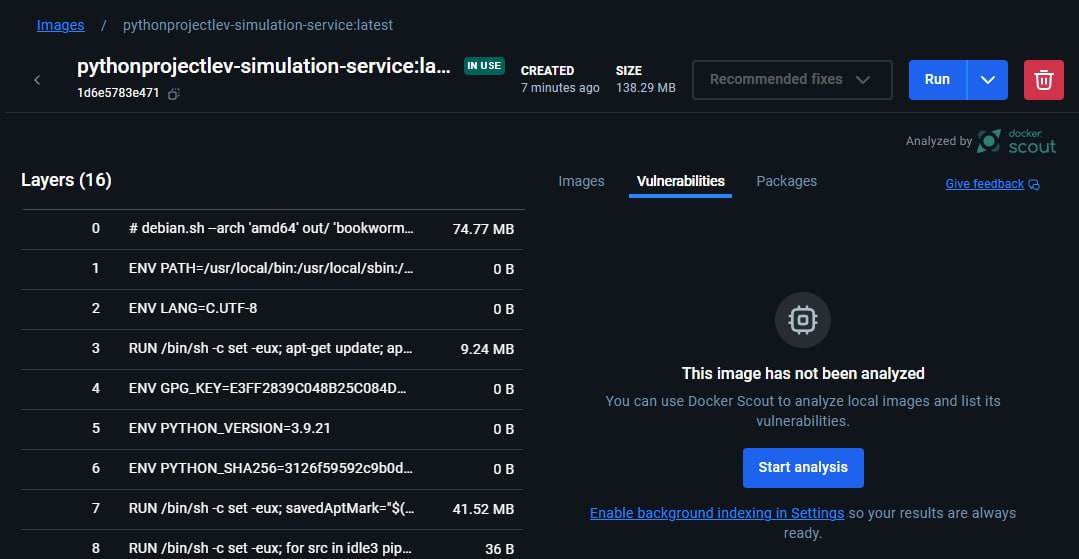 Images / pythonprojectlev-simulation-service:latest
pythonprojectlev-simulation-service:la...
IN USE
1d6e5783e471
CREATED
7 minutes ago
SIZE
138.29 MB
Recommended fixes
Run
Analyzed by docker scout
Layers (16)
0 # debian.sh --arch 'amd64' out/ 'bookworm... 74.77 MB
1 ENV PATH=/usr/local/bin:/usr/local/sbin:/... 0 B
2 ENV LANG=C.UTF-8 0 B
3 RUN /bin/sh -c set -eux; apt-get update; ap... 9.24 MB
4 ENV GPG_KEY=E3FF2839C048B25C084D... 0 B
5 ENV PYTHON_VERSION=3.9.21 0 B
6 ENV PYTHON_SHA256=3126f59592c9b0d... 0 B
7 RUN /bin/sh -c set -eux; savedAptMark="$(... 41.52 MB
8 RUN /bin/sh -c set -eux; for src in idle3 pip... 36 B
Images Vulnerabilities Packages
Give feedback
This image has not been analyzed
You can use Docker Scout to analyze local images and list its
vulnerabilities.
Start analysis
Enable background indexing in Settings so your results are always
ready.